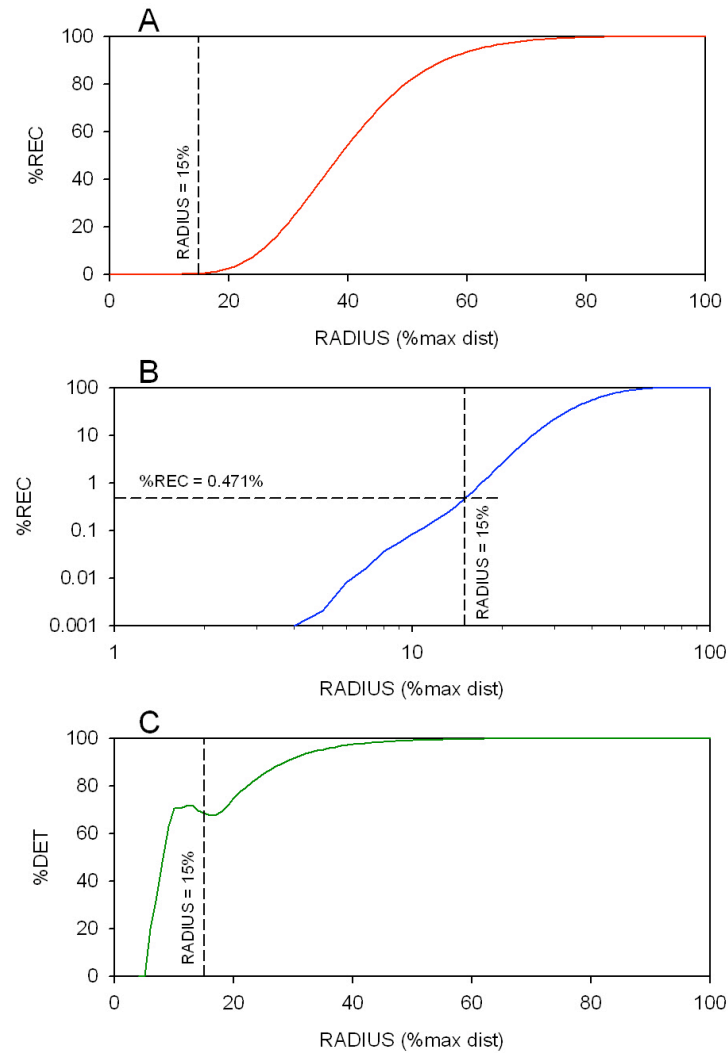 A
100
80
60
40
20
0
%REC
RADIUS = 15%
0 20 40 60 80 100
RADIUS (%max dist)
B
100
10
1
0.1
0.01
0.001
%REC
%REC = 0.471%
RADIUS = 15%
1 10 100
RADIUS (%max dist)
C
100
80
60
40
20
0
%DET
RADIUS = 15%
0 20 40 60 80 100
RADIUS (%max dist)